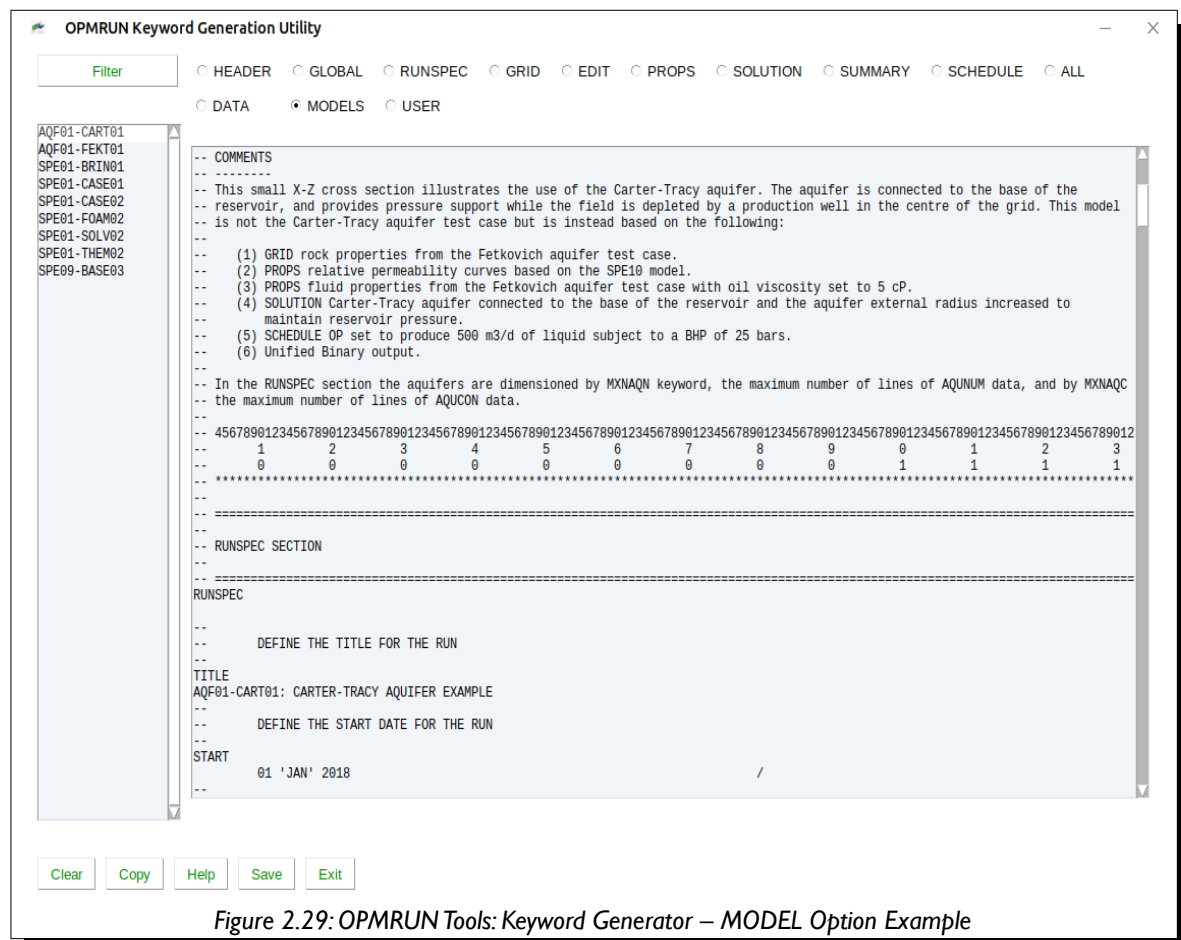 OPMRUN Keyword Generation Utility
Filter
HEADER GLOBAL RUNSPEC GRID EDIT PROPS SOLUTION SUMMARY SCHEDULE ALL
DATA MODELS USER
AQF01-CART01
AQF01-FEKT01
SPE01-BRIN01
SPE01-CASE01
SPE01-CASE02
SPE01-FOAM02
SPE01-SOLV02
SPE01-THEM02
SPE09-BASE03
-- COMMENTS
-- --------
-- This small X-Z cross section illustrates the use of the Carter-Tracy aquifer. The aquifer is connected to the base of the
-- reservoir, and provides pressure support while the field is depleted by a production well in the centre of the grid. This model
-- is not the Carter-Tracy aquifer test case but is instead based on the following:
--
--    (1) GRID rock properties from the Fetkovich aquifer test case.
--    (2) PROPS relative permeability curves based on the SPE10 model.
--    (3) PROPS fluid properties from the Fetkovich aquifer test case with oil viscosity set to 5 cP.
--    (4) SOLUTION Carter-Tracy aquifer connected to the base of the reservoir and the aquifer external radius increased to
--        maintain reservoir pressure.
--    (5) SCHEDULE OP set to produce 500 m3/d of liquid subject to a BHP of 25 bars.
--    (6) Unified Binary output.
--
-- In the RUNSPEC section the aquifers are dimensioned by MXNAQN keyword, the maximum number of lines of AQUNUM data, and by MXNAQC
-- the maximum number of lines of AQUCON data.
--
-- 456789012345678901234567890123456789012345678901234567890123456789012345678901234567890123456789012345678901234567890123456789012
--       1         2         3         4         5         6         7         8         9         0         1         2         3
--       0         0         0         0         0         0         0         0         0         1         1         1         1
-- *********************************************************************************************************************************
--
-- =================================================================================================================================
--
-- RUNSPEC SECTION
--
-- =================================================================================================================================
RUNSPEC
--
--       DEFINE THE TITLE FOR THE RUN
--
TITLE
AQF01-CART01: CARTER-TRACY AQUIFER EXAMPLE
--
--       DEFINE THE START DATE FOR THE RUN
--
START
01 'JAN' 2018 /
--
Clear Copy Help Save Exit
Figure 2.29: OPMRUN Tools: Keyword Generator – MODEL Option Example